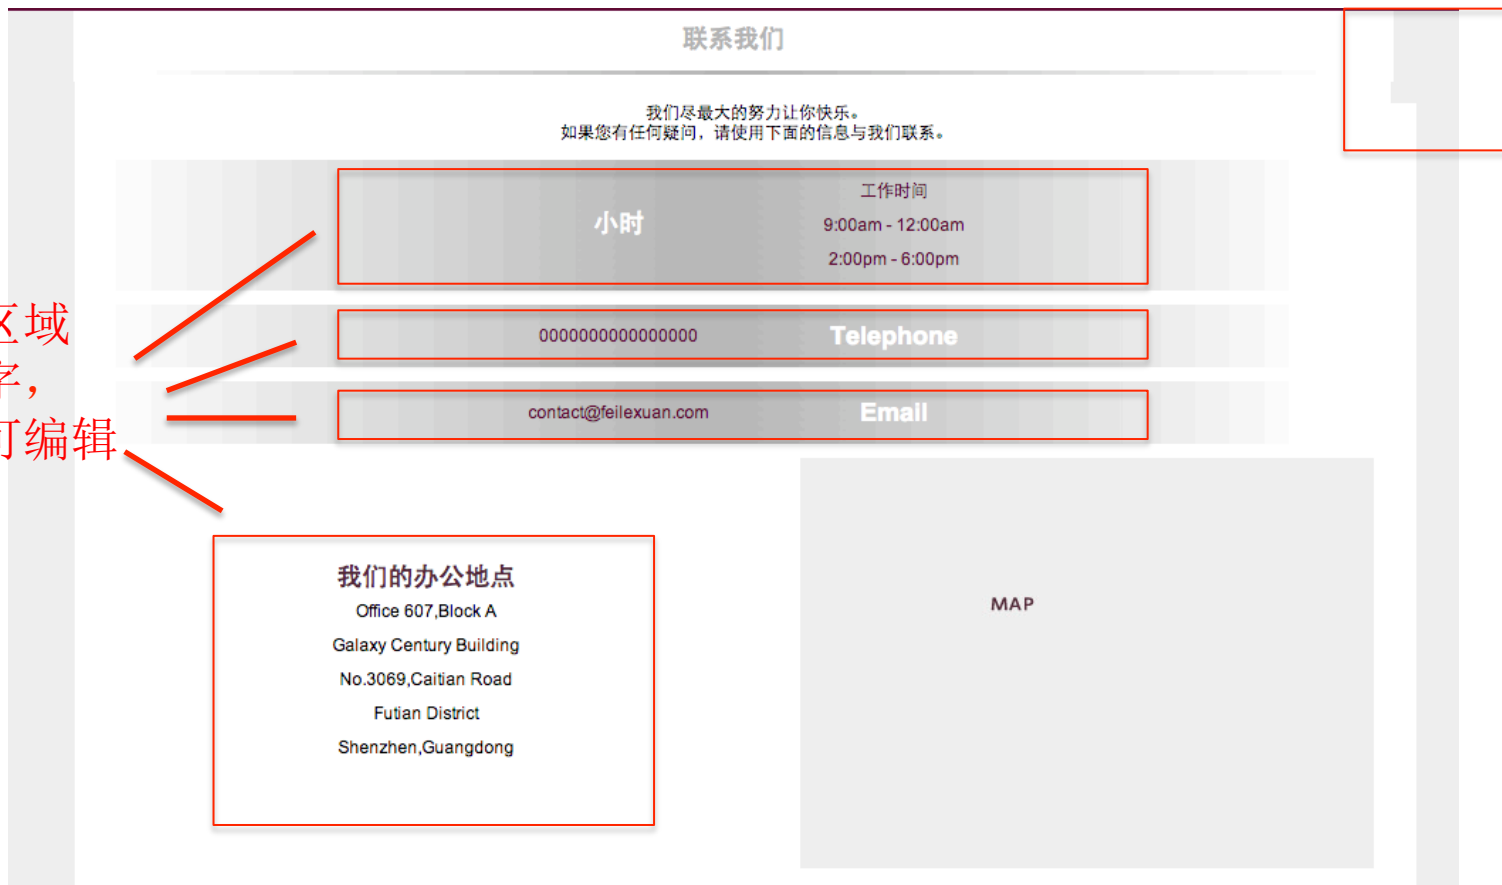 联系我们
我们尽最大的努力让你快乐。
如果您有任何疑问，请使用下面的信息与我们联系。
小时
工作时间
9:00am - 12:00am
2:00pm - 6:00pm
0000000000000000 Telephone
contact@feilexuan.com Email
区域
字，
可编辑
我们的办公地点
Office 607,Block A
Galaxy Century Building
No.3069,Caitian Road
Futian District
Shenzhen,Guangdong
MAP